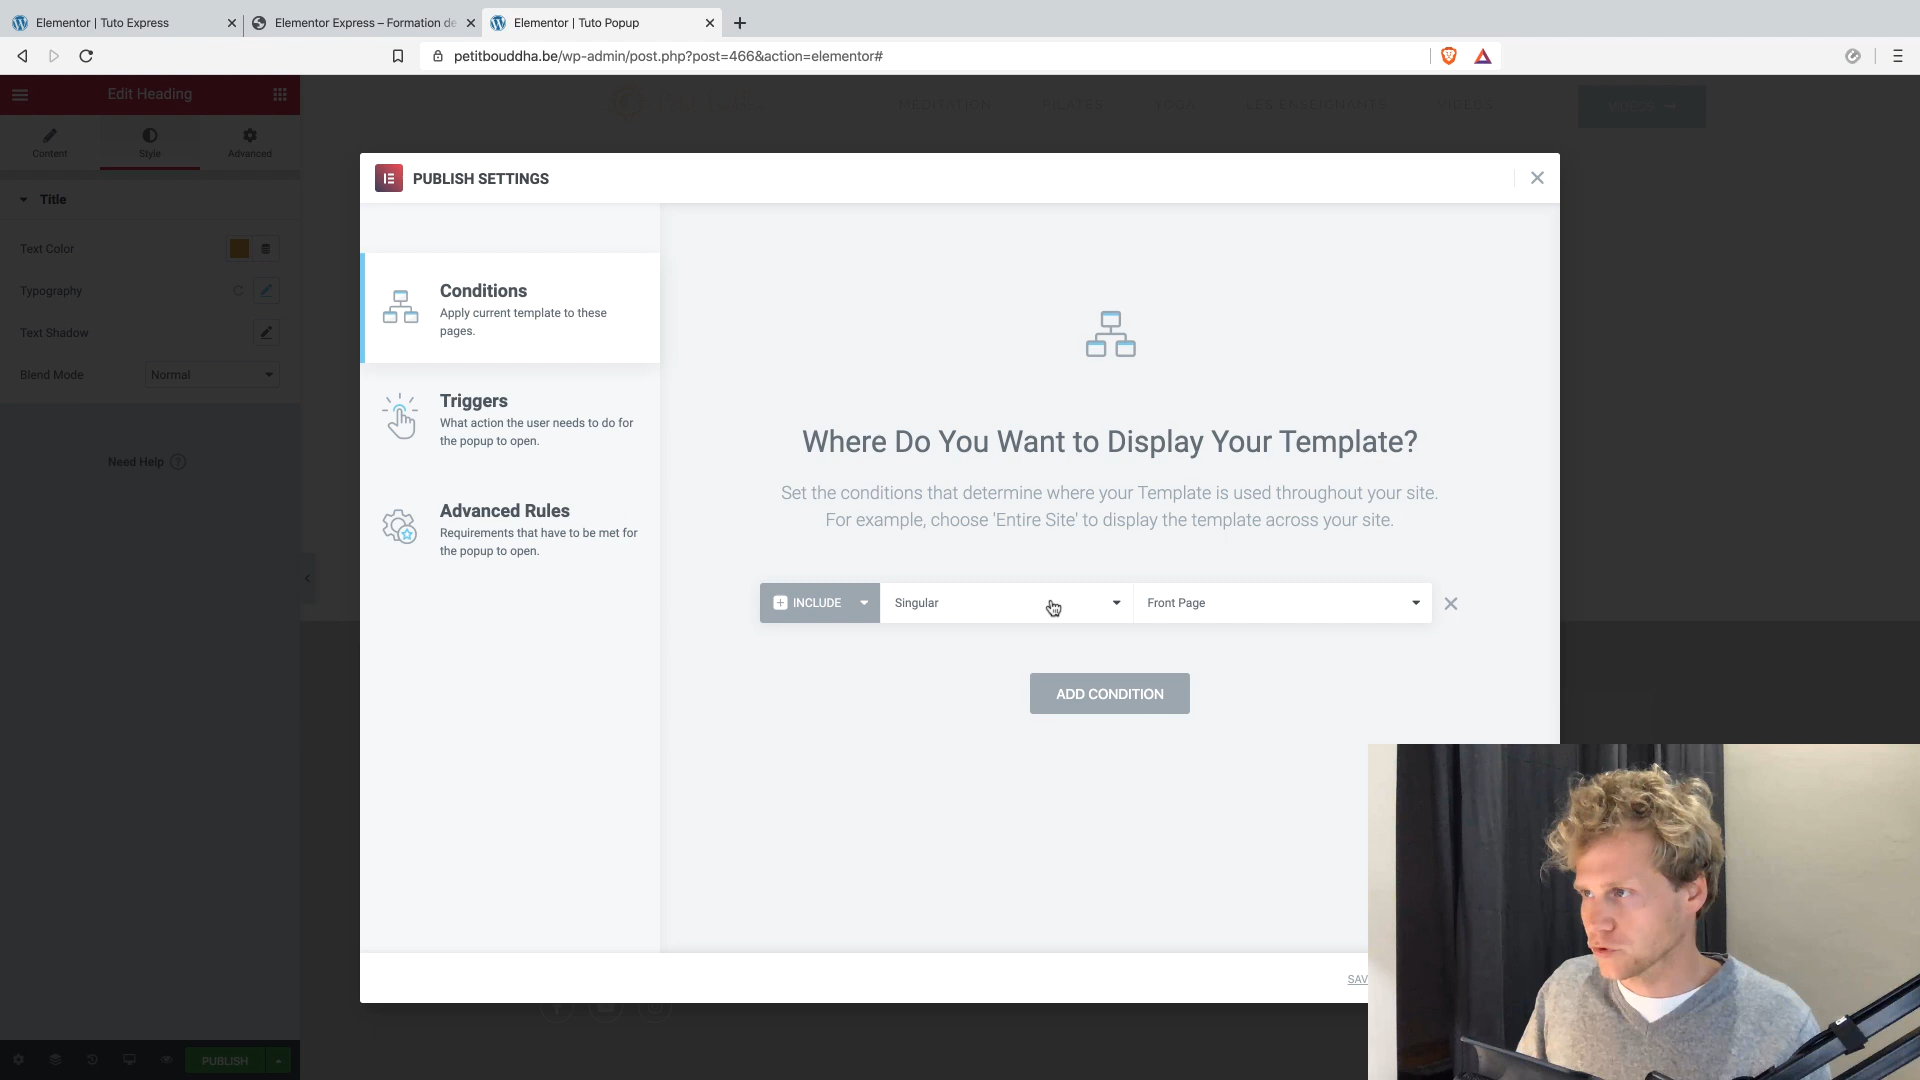 Elementor | Tuto Express
Elementor Express – Formation de
Elementor | Tuto Popup
petitbouddha.be/wp-admin/post.php?post=466&action=elementor#
Edit Heading
MEDITATION
PILATES
YOGA
LES ENSEIGNANTS
VIDEOS
Content
Style
Advanced
PUBLISH SETTINGS
Title
Text Color
Typography
Text Shadow
Blend Mode
Normal
Need Help
Conditions
Apply current template to these
pages.
Triggers
What action the user needs to do for
the popup to open.
Advanced Rules
Requirements that have to be met for
the popup to open.
Where Do You Want to Display Your Template?
Set the conditions that determine where your Template is used throughout your site.
For example, choose 'Entire Site' to display the template across your site.
INCLUDE
Singular
Front Page
ADD CONDITION
SAV
PUBLISH